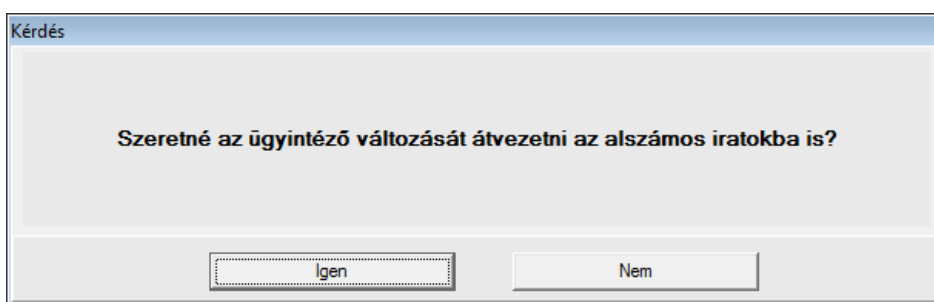 Kérdés
Szeretné az ügyintéző változását átvezetni az alszámos iratokba is?
Igen
Nem